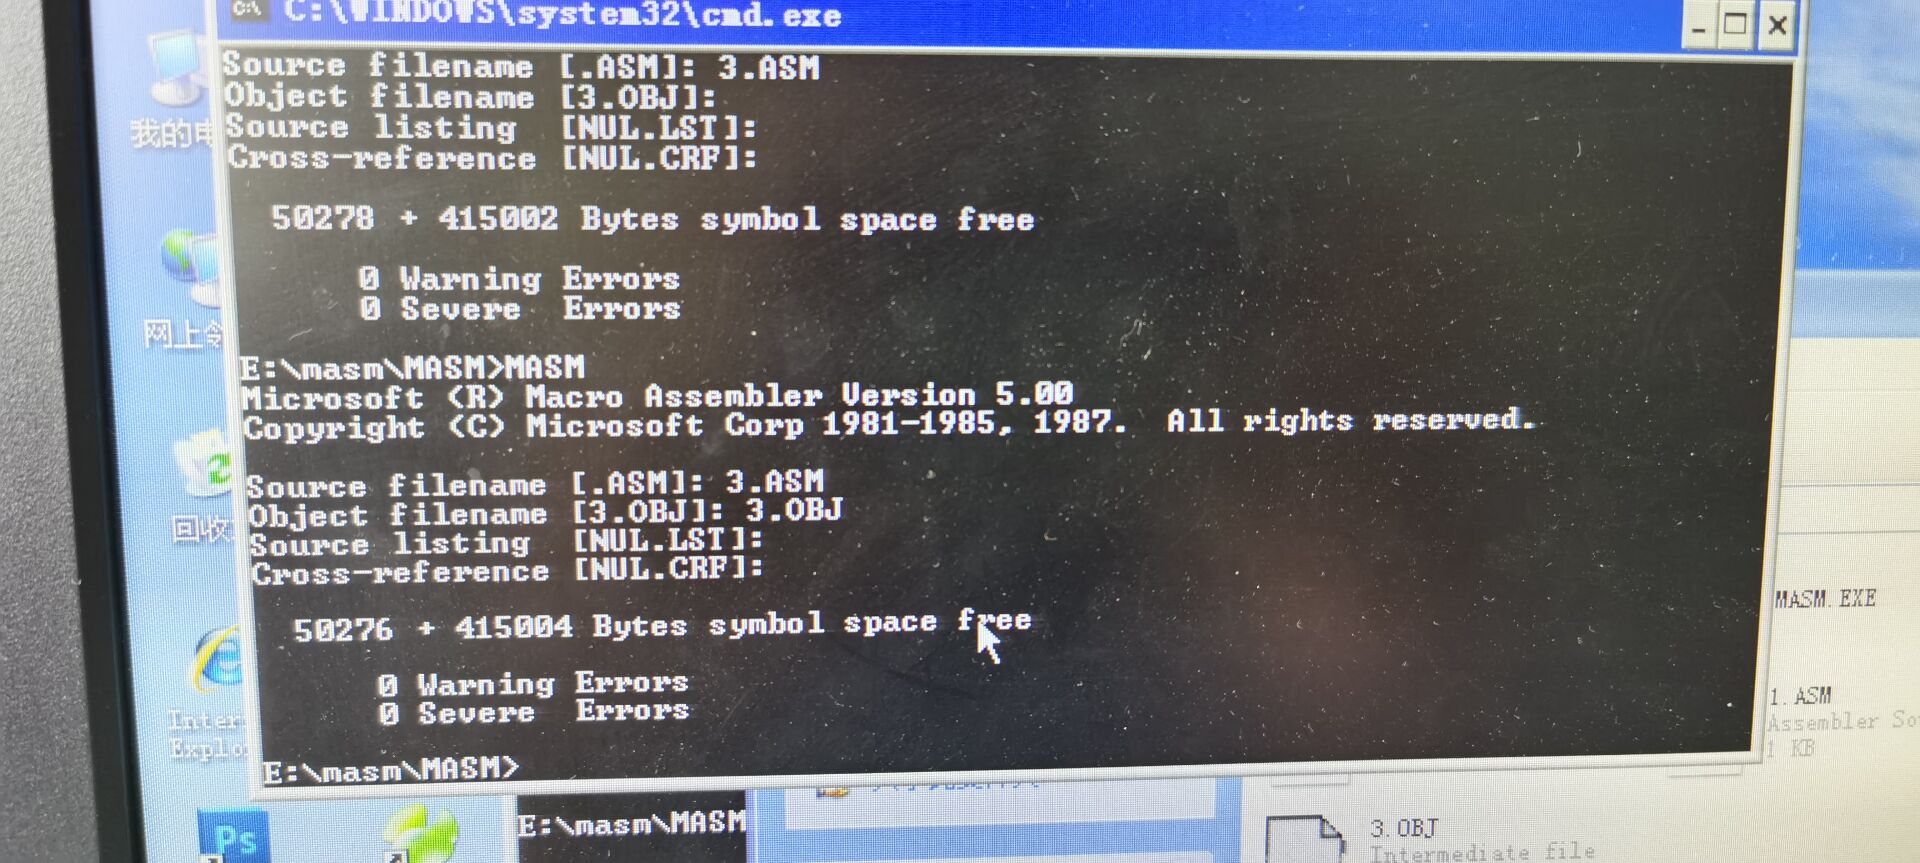 C:\WINDOWS\system32\cmd.exe
Source filename [.ASM]: 3.ASM
Object filename [3.OBJ]:
Source listing  [NUL.LST]:
Cross-reference [NUL.CRF]:
50278 + 415002 Bytes symbol space free
0 Warning Errors
0 Severe  Errors
E:\masm\MASM>MASM
Microsoft (R) Macro Assembler Version 5.00
Copyright (C) Microsoft Corp 1981-1985, 1987.  All rights reserved.
Source filename [.ASM]: 3.ASM
Object filename [3.OBJ]: 3.OBJ
Source listing  [NUL.LST]:
Cross-reference [NUL.CRF]:
50276 + 415004 Bytes symbol space free
0 Warning Errors
0 Severe  Errors
E:\masm\MASM>
我的电
网上邻
回收
Inter
Explo
Ps
E:\masm\MASM
MASM.EXE
1.ASM
Assembler So
1 KB
3.OBJ
Intermediate file